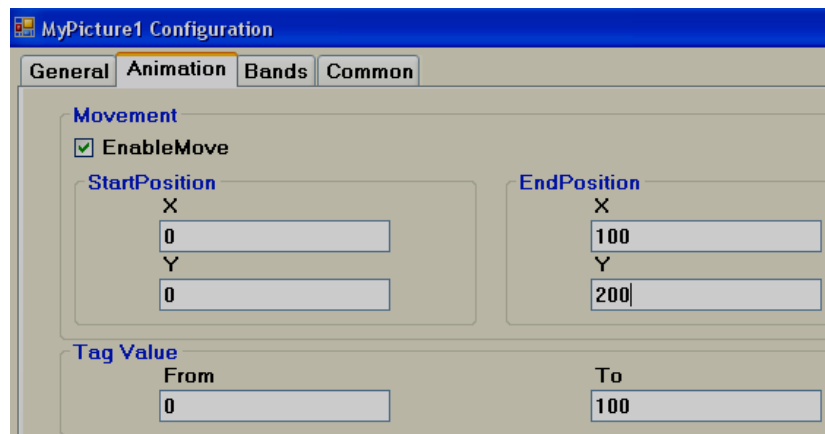 MyPicture1 Configuration
General Animation Bands Common
Movement
EnableMove
StartPosition EndPosition
X X
0 100
Y Y
0 200
Tag Value
From To
0 100